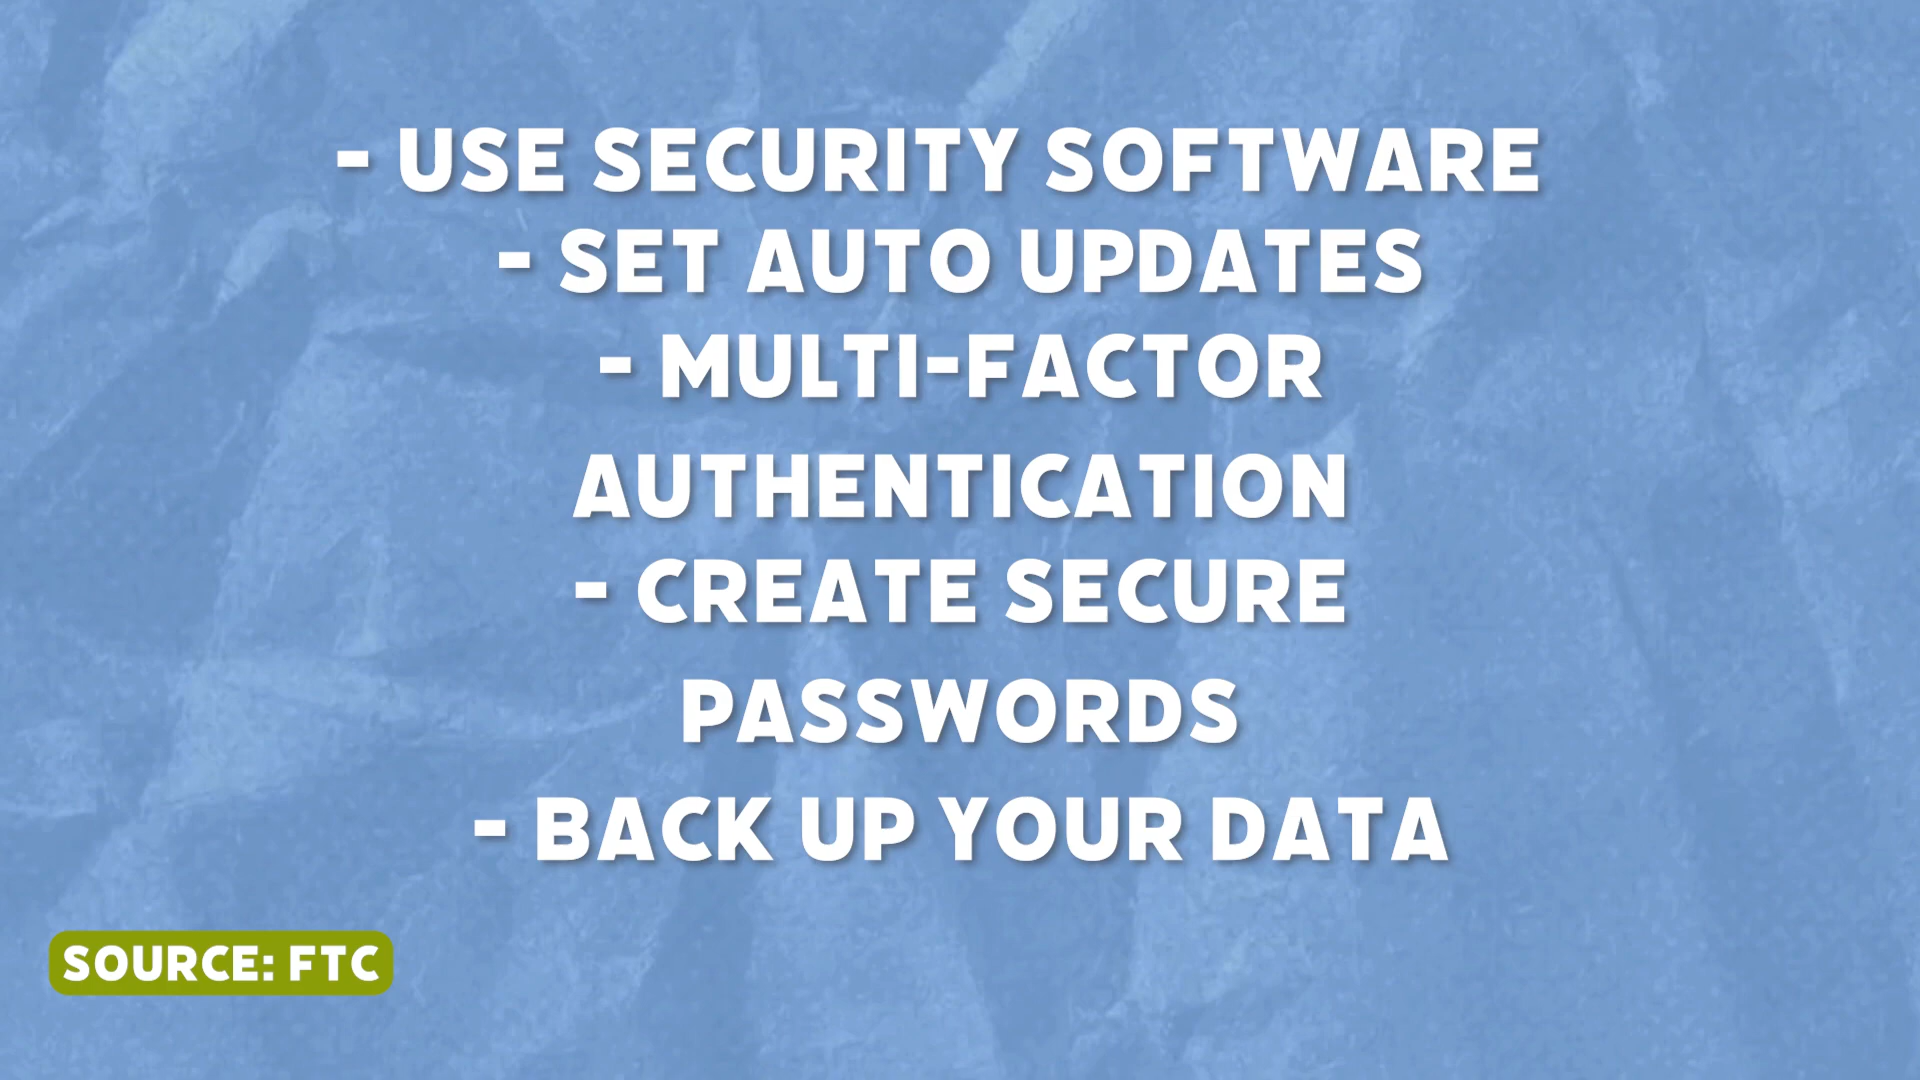 - USE SECURITY SOFTWARE
- SET AUTO UPDATES
- MULTI-FACTOR
AUTHENTICATION
- CREATE SECURE
PASSWORDS
- BACK UP YOUR DATA
SOURCE: FTC